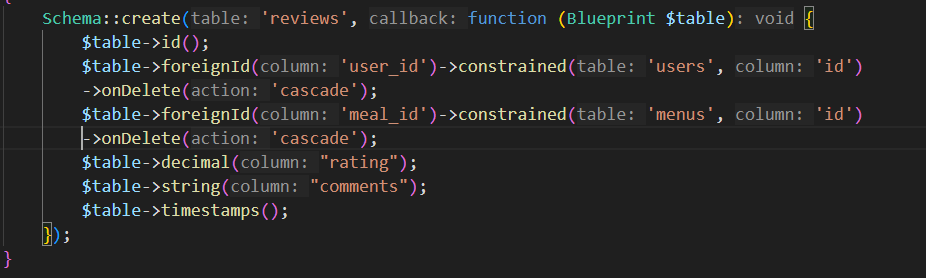 Schema::create(table: 'reviews', callback: function (Blueprint $table): void {
$table->id();
$table->foreignId(column: 'user_id')->constrained(table: 'users', column: 'id')
->onDelete(action: 'cascade');
$table->foreignId(column: 'meal_id')->constrained(table: 'menus', column: 'id')
->onDelete(action: 'cascade');
$table->decimal(column: "rating");
$table->string(column: "comments");
$table->timestamps();
});
}